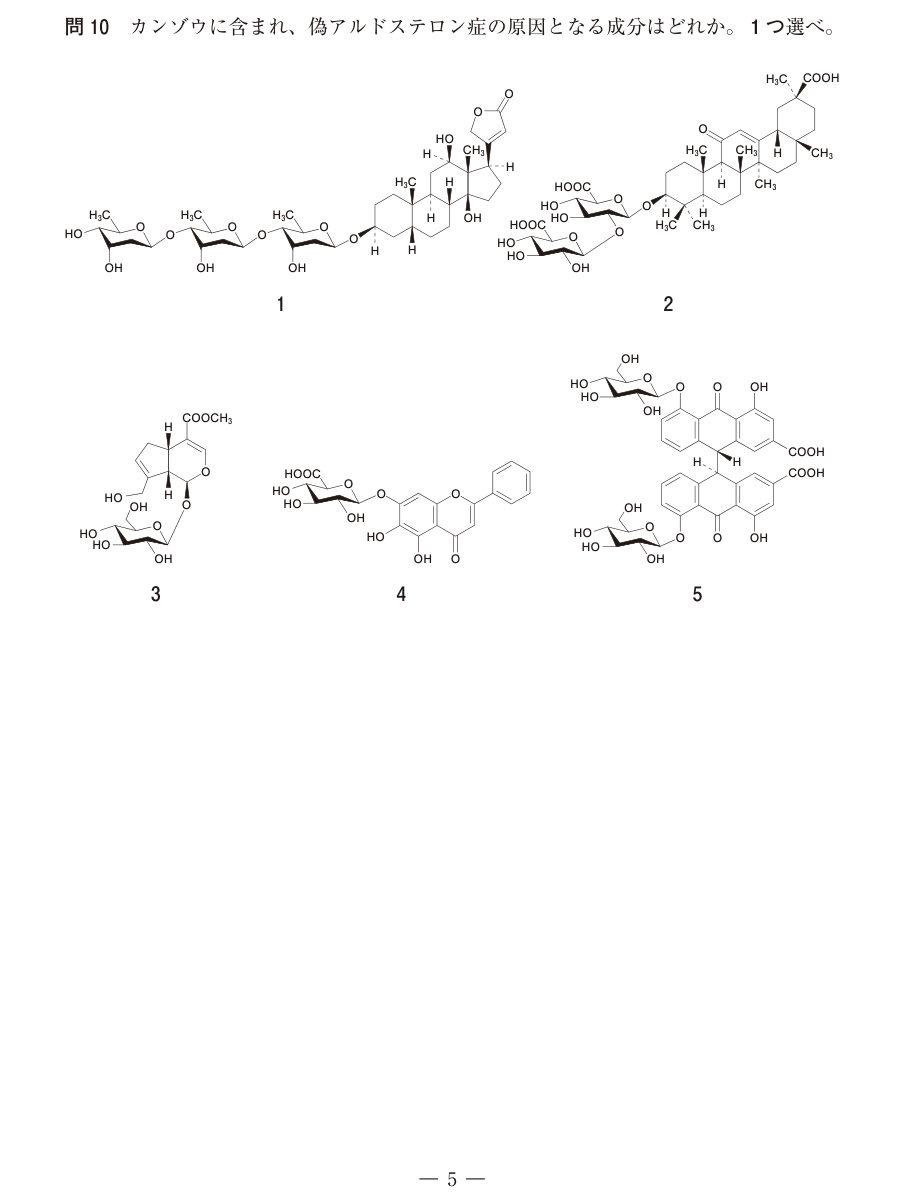 問10 カンゾウに含まれ、偽アルドステロン症の原因となる成分はどれか。1つ選べ。
H₃C COOH
O
O O
HO CH₃ H CH₃
H H H₃C CH₃
H₃C H HOOC H CH₃
H₃C H₃C H₃C OH HO O O H H
O O O O HOOC HO O H₃C CH₃
HO O O H H HO O
OH OH OH HO OH
1 2
OH
HO O O O OH
HO OH
COOCH₃
H COOH
HOOC H H COOH
HO O O O
HO H O HO OH
OH O HO OH
HO O HO O O O OH
HO OH OH O HO OH
3 4 5
— 5 —